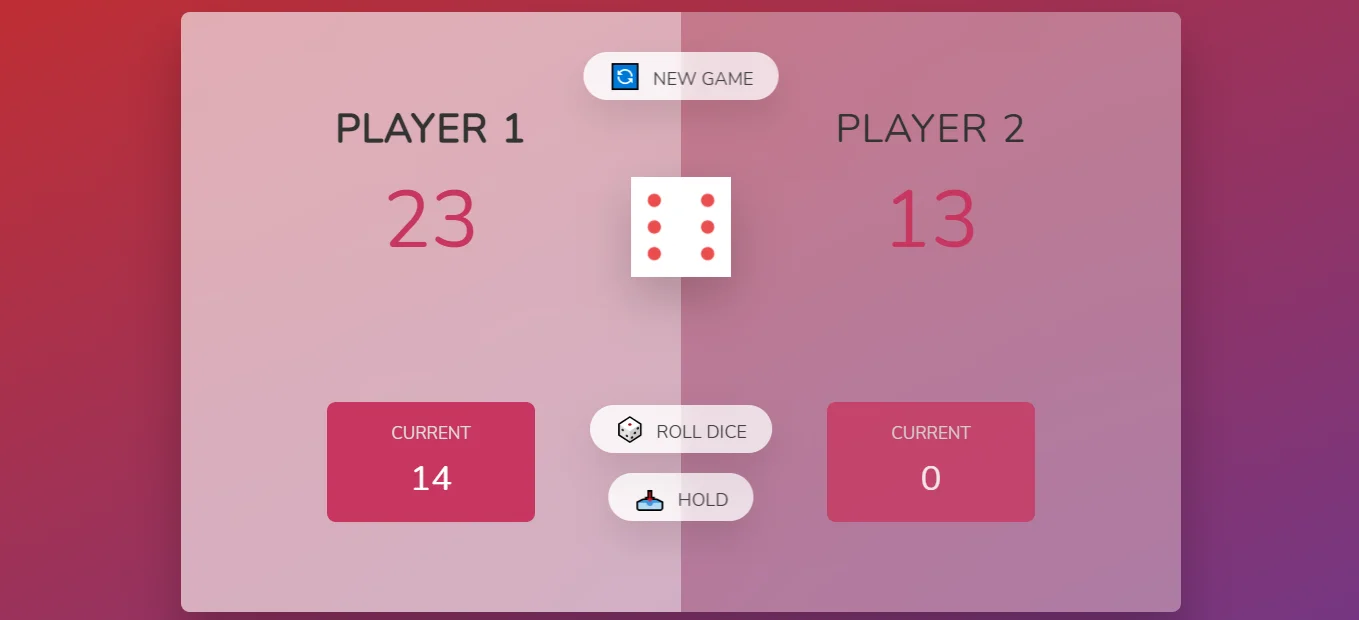 NEW GAME
PLAYER 1
23
PLAYER 2
13
CURRENT
14
ROLL DICE
HOLD
CURRENT
0